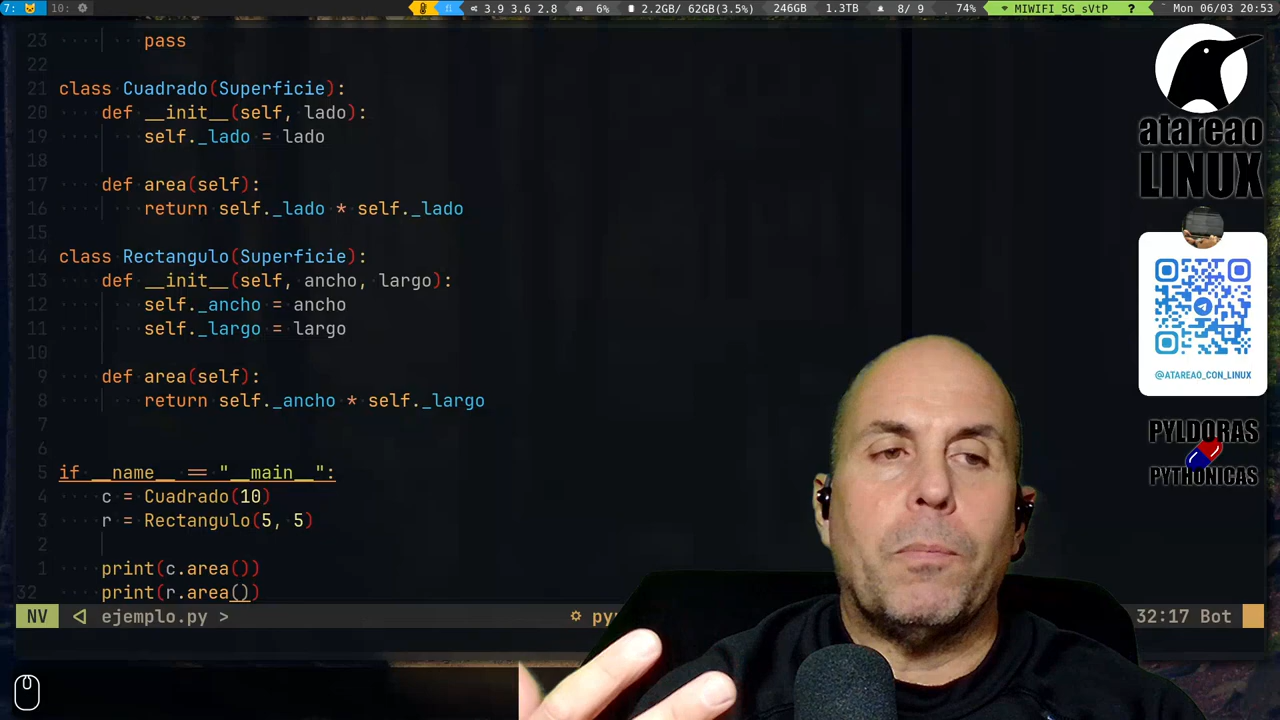 7: 10: 3.9 3.6 2.8 6% 2.2GB/ 62GB(3.5%) 246GB 1.3TB 8/ 9 74% MIWIFI_5G_sVtP ? Mon 06/03 20:53
23 pass
22
21 class Cuadrado(Superficie):
20 def __init__(self, lado):
19 self._lado = lado
18
17 def area(self):
16 return self._lado * self._lado
15
14 class Rectangulo(Superficie):
13 def __init__(self, ancho, largo):
12 self._ancho = ancho
11 self._largo = largo
10
9 def area(self):
8 return self._ancho * self._largo
7
6
5 if __name__ == "__main__":
4 c = Cuadrado(10)
3 r = Rectangulo(5, 5)
2
1 print(c.area())
32 print(r.area())
NV ejemplo.py > 32:17 Bot
atareao
LINUX
@ATAREAO_CON_LINUX
PYLDORAS
PYTHONICAS